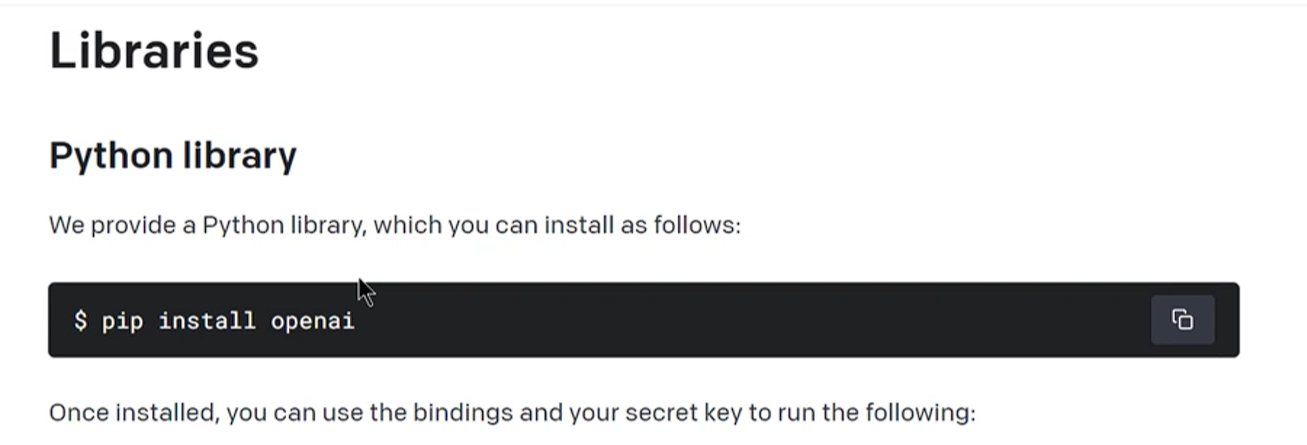 Libraries
Python library
We provide a Python library, which you can install as follows:
$ pip install openai
Once installed, you can use the bindings and your secret key to run the following: